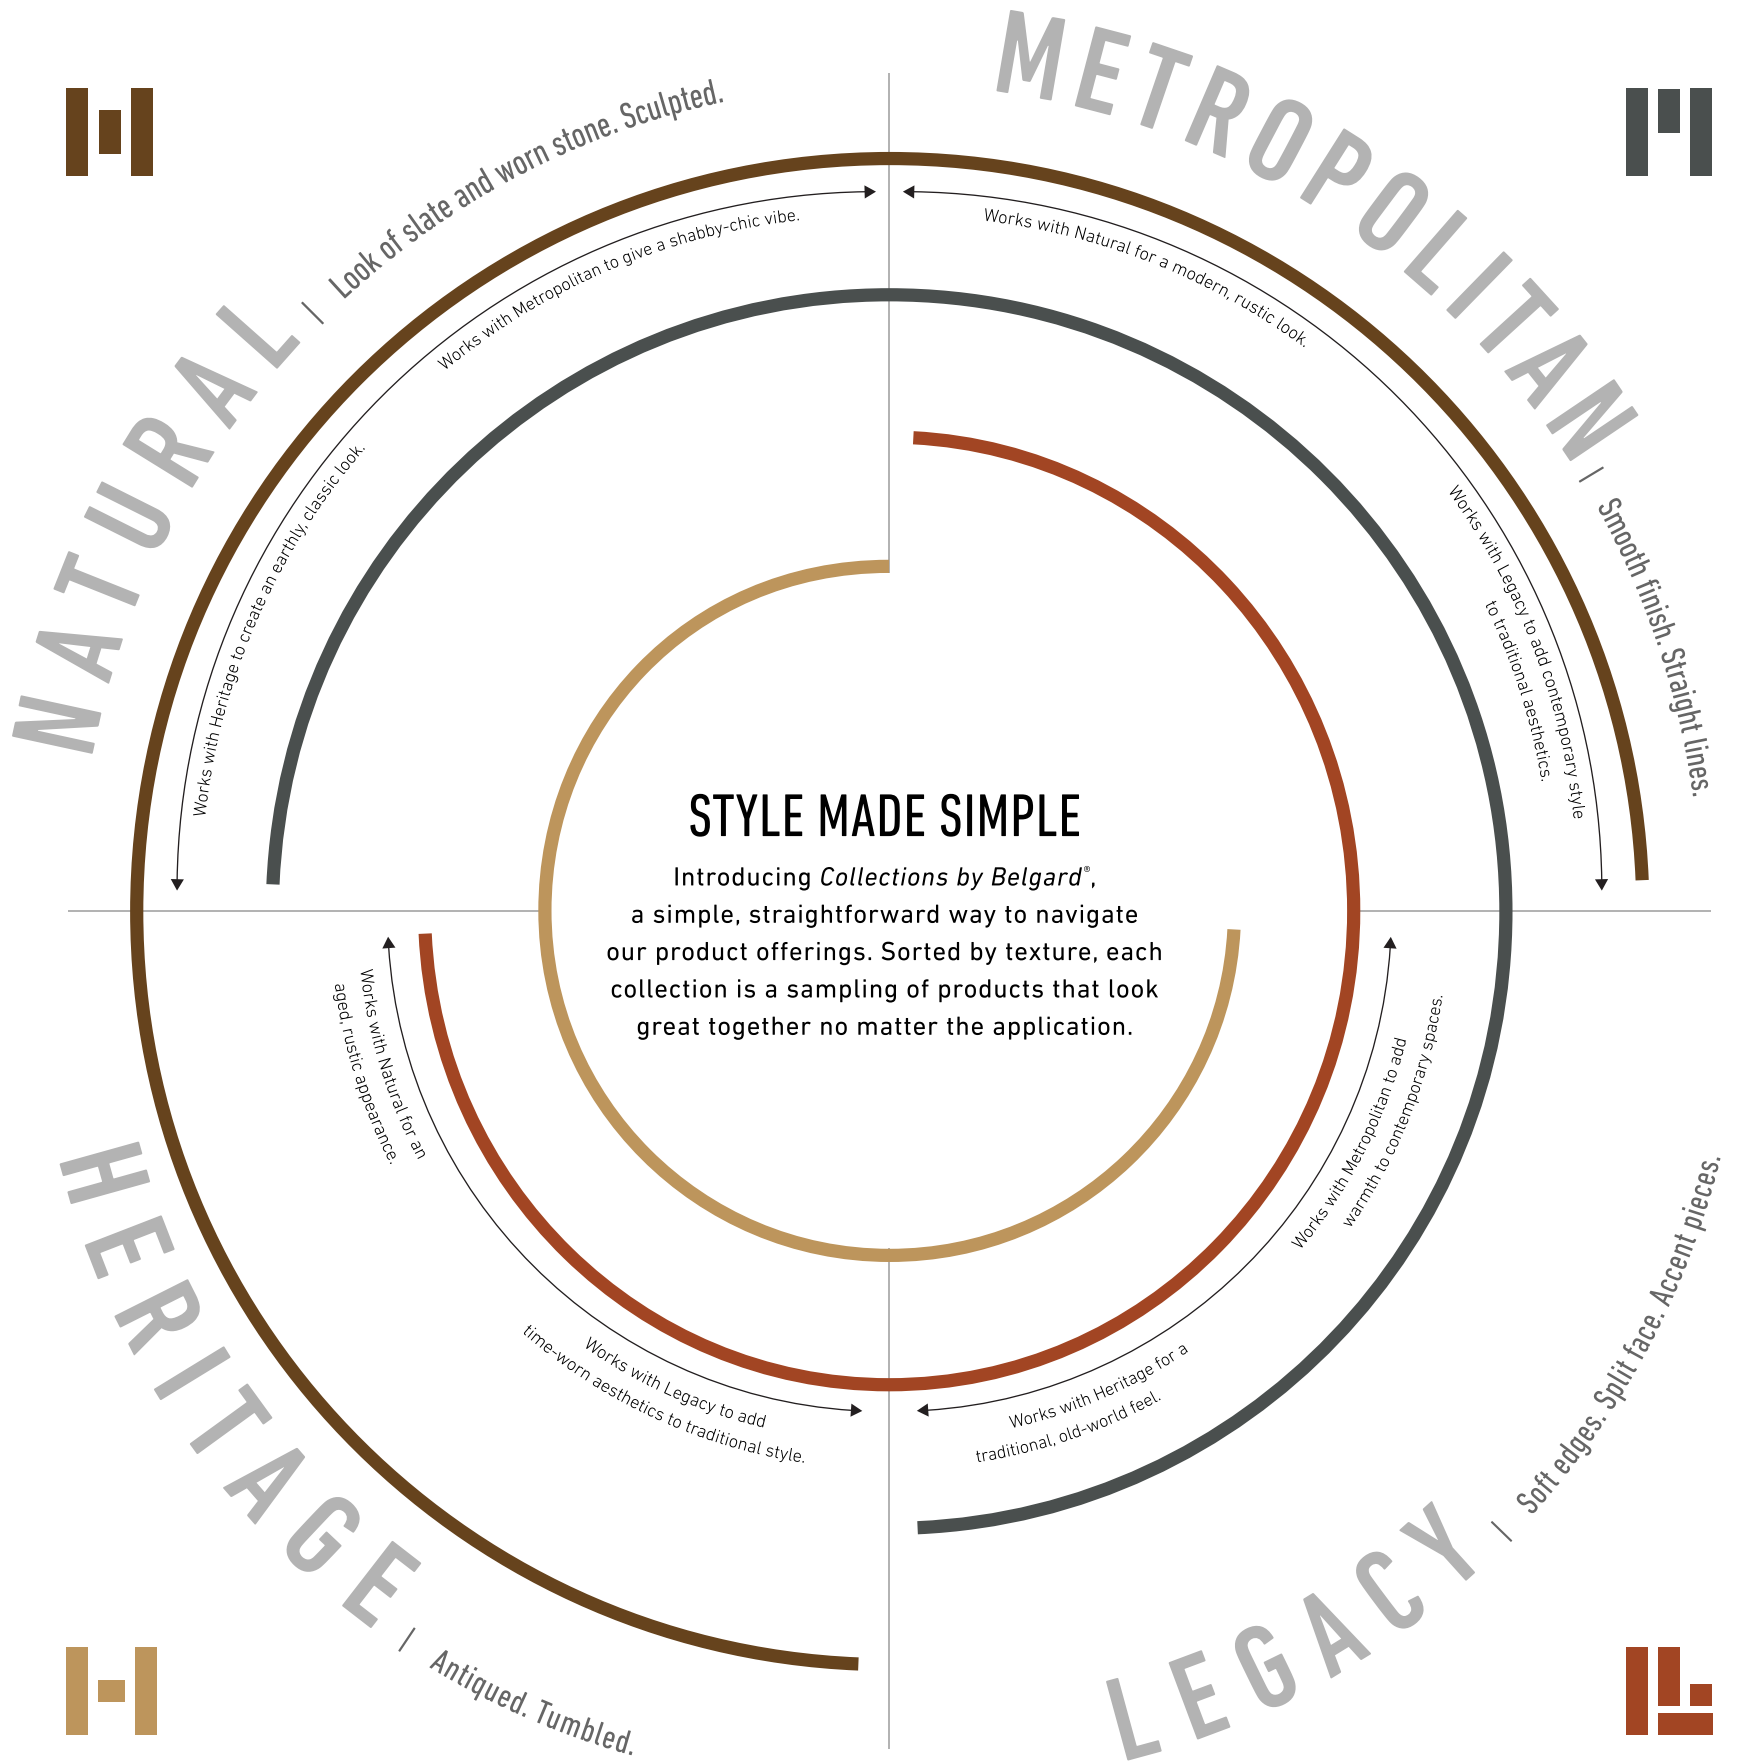 NATURAL | Look of slate and worn stone. Sculpted.
Works with Heritage to create an earthly, classic look.
Works with Metropolitan to give a shabby-chic vibe.
METROPOLITAN | Smooth finish. Straight lines.
Works with Natural for a modern, rustic look.
Works with Legacy to add contemporary style
to traditional aesthetics.
STYLE MADE SIMPLE
Introducing Collections by Belgard®,
a simple, straightforward way to navigate
our product offerings. Sorted by texture, each
collection is a sampling of products that look
great together no matter the application.
HERITAGE | Antiqued. Tumbled.
Works with Natural for an
aged, rustic appearance.
Works with Legacy to add
time-worn aesthetics to traditional style.
LEGACY | Soft edges. Split face. Accent pieces.
Works with Heritage for a
traditional, old-world feel.
Works with Metropolitan to add
warmth to contemporary spaces.